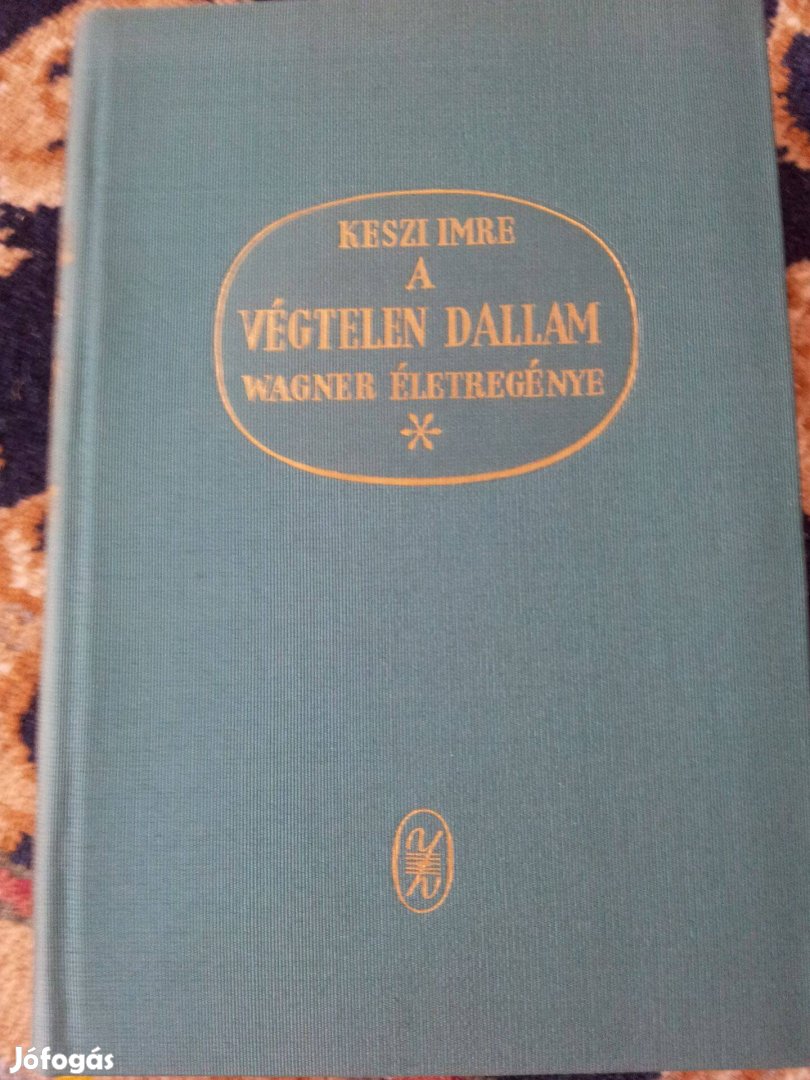 KESZI IMRE
A
VÉGTELEN DALLAM
WAGNER ÉLETREGÉNYE
*
Jófogás